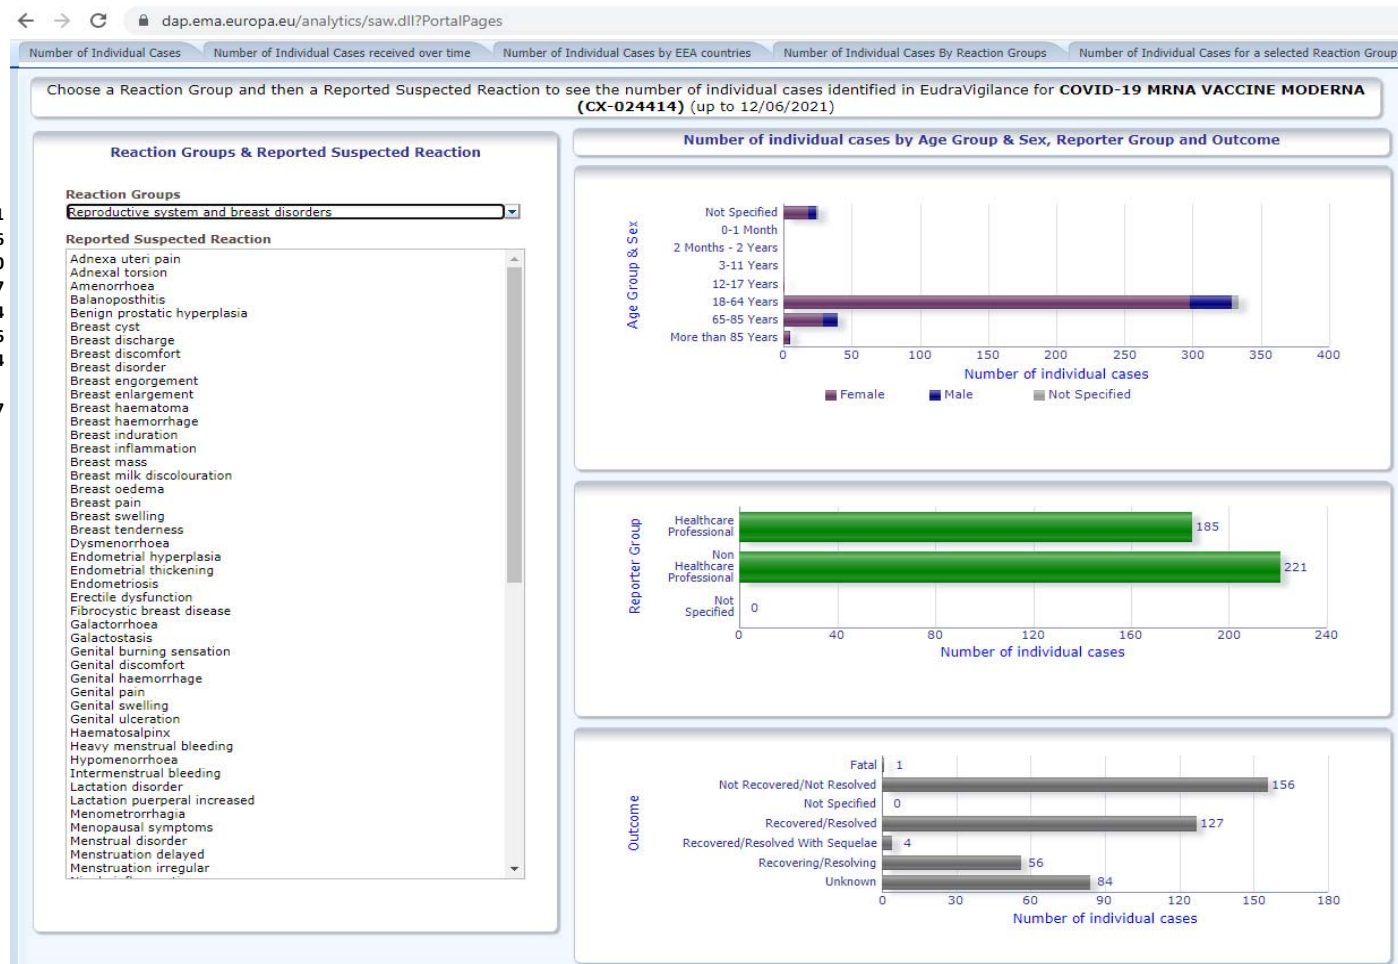 dap.ema.europa.eu/analytics/saw.dll?PortalPages
Number of Individual Cases
Number of Individual Cases received over time
Number of Individual Cases by EEA countries
Number of Individual Cases By Reaction Groups
Number of Individual Cases for a selected Reaction Group
Choose a Reaction Group and then a Reported Suspected Reaction to see the number of individual cases identified in EudraVigilance for COVID-19 MRNA VACCINE MODERNA
(CX-024414) (up to 12/06/2021)
Reaction Groups & Reported Suspected Reaction
Reaction Groups
Reproductive system and breast disorders
Reported Suspected Reaction
Adnexa uteri pain
Adnexal torsion
Amenorrhoea
Balanoposthitis
Benign prostatic hyperplasia
Breast cyst
Breast discharge
Breast discomfort
Breast disorder
Breast engorgement
Breast enlargement
Breast haematoma
Breast haemorrhage
Breast induration
Breast inflammation
Breast mass
Breast milk discolouration
Breast oedema
Breast pain
Breast swelling
Breast tenderness
Dysmenorrhoea
Endometrial hyperplasia
Endometrial thickening
Endometriosis
Erectile dysfunction
Fibrocystic breast disease
Galactorrhoea
Galactostasis
Genital burning sensation
Genital discomfort
Genital haemorrhage
Genital pain
Genital swelling
Genital ulceration
Haematosalpinx
Heavy menstrual bleeding
Hypomenorrhoea
Intermenstrual bleeding
Lactation disorder
Lactation puerperal increased
Menometrorrhagia
Menopausal symptoms
Menstrual disorder
Menstruation delayed
Menstruation irregular
Number of individual cases by Age Group & Sex, Reporter Group and Outcome
Age Group & Sex
Not Specified
0-1 Month
2 Months - 2 Years
3-11 Years
12-17 Years
18-64 Years
65-85 Years
More than 85 Years
0 50 100 150 200 250 300 350 400
Number of individual cases
Female Male Not Specified
Reporter Group
Healthcare
Professional
185
Non
Healthcare
Professional
221
Not
Specified
0
0 40 80 120 160 200 240
Number of individual cases
Outcome
Fatal 1
Not Recovered/Not Resolved 156
Not Specified 0
Recovered/Resolved 127
Recovered/Resolved With Sequelae 4
Recovering/Resolving 56
Unknown 84
0 30 60 90 120 150 180
Number of individual cases